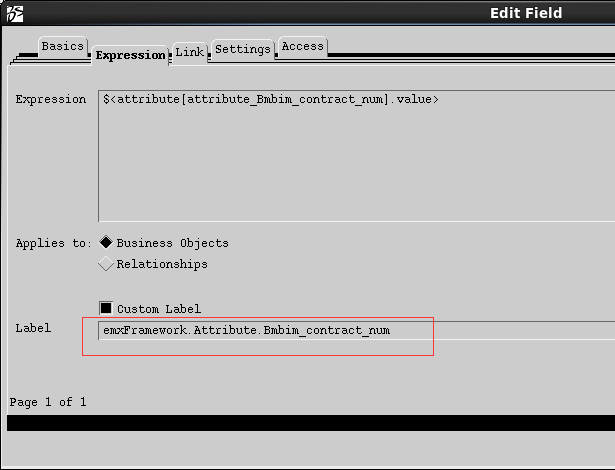 Edit Field
Basics Expression Link Settings Access
Expression $<attribute[attribute_Bmbim_contract_num].value>
Applies to: Business Objects
Relationships
Custom Label
Label emxFramework.Attribute.Bmbim_contract_num
Page 1 of 1